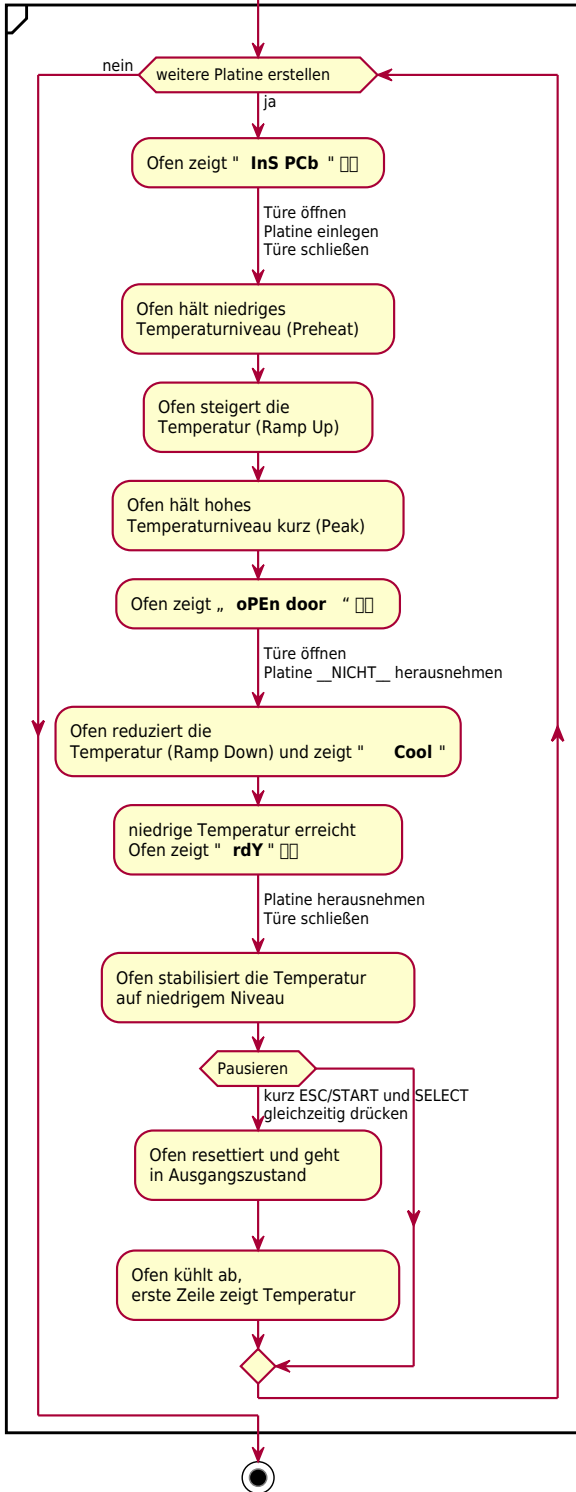 nein
weitere Platine erstellen
ja
Ofen zeigt " InS PCb " □□
Türe öffnen
Platine einlegen
Türe schließen
Ofen hält niedriges
Temperaturniveau (Preheat)
Ofen steigert die
Temperatur (Ramp Up)
Ofen hält hohes
Temperaturniveau kurz (Peak)
Ofen zeigt „ oPEn door “ □□
Türe öffnen
Platine __NICHT__ herausnehmen
Ofen reduziert die
Temperatur (Ramp Down) und zeigt " Cool "
niedrige Temperatur erreicht
Ofen zeigt " rdY " □□
Platine herausnehmen
Türe schließen
Ofen stabilisiert die Temperatur
auf niedrigem Niveau
Pausieren
kurz ESC/START und SELECT
gleichzeitig drücken
Ofen resettiert und geht
in Ausgangszustand
Ofen kühlt ab,
erste Zeile zeigt Temperatur